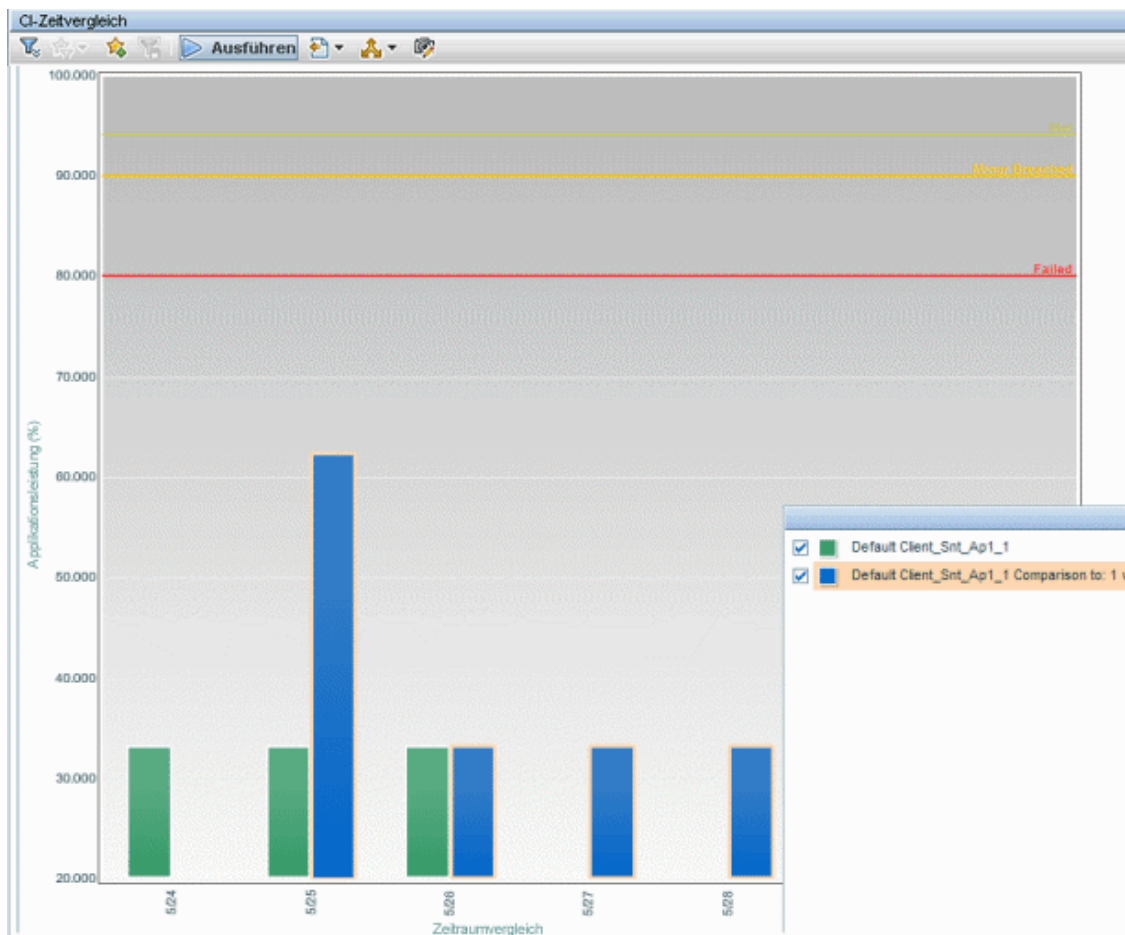 CI-Zeitvergleich
Ausführen
100.000
90.000
Minor Breached
80.000
Failed
70.000
60.000
50.000
40.000
30.000
20.000
Applikationsleistung (%)
Default Client_Snt_Ap1_1
Default Client_Snt_Ap1_1 Comparison to: 1
5/24
5/25
5/26
5/27
5/28
Zeitraumvergleich